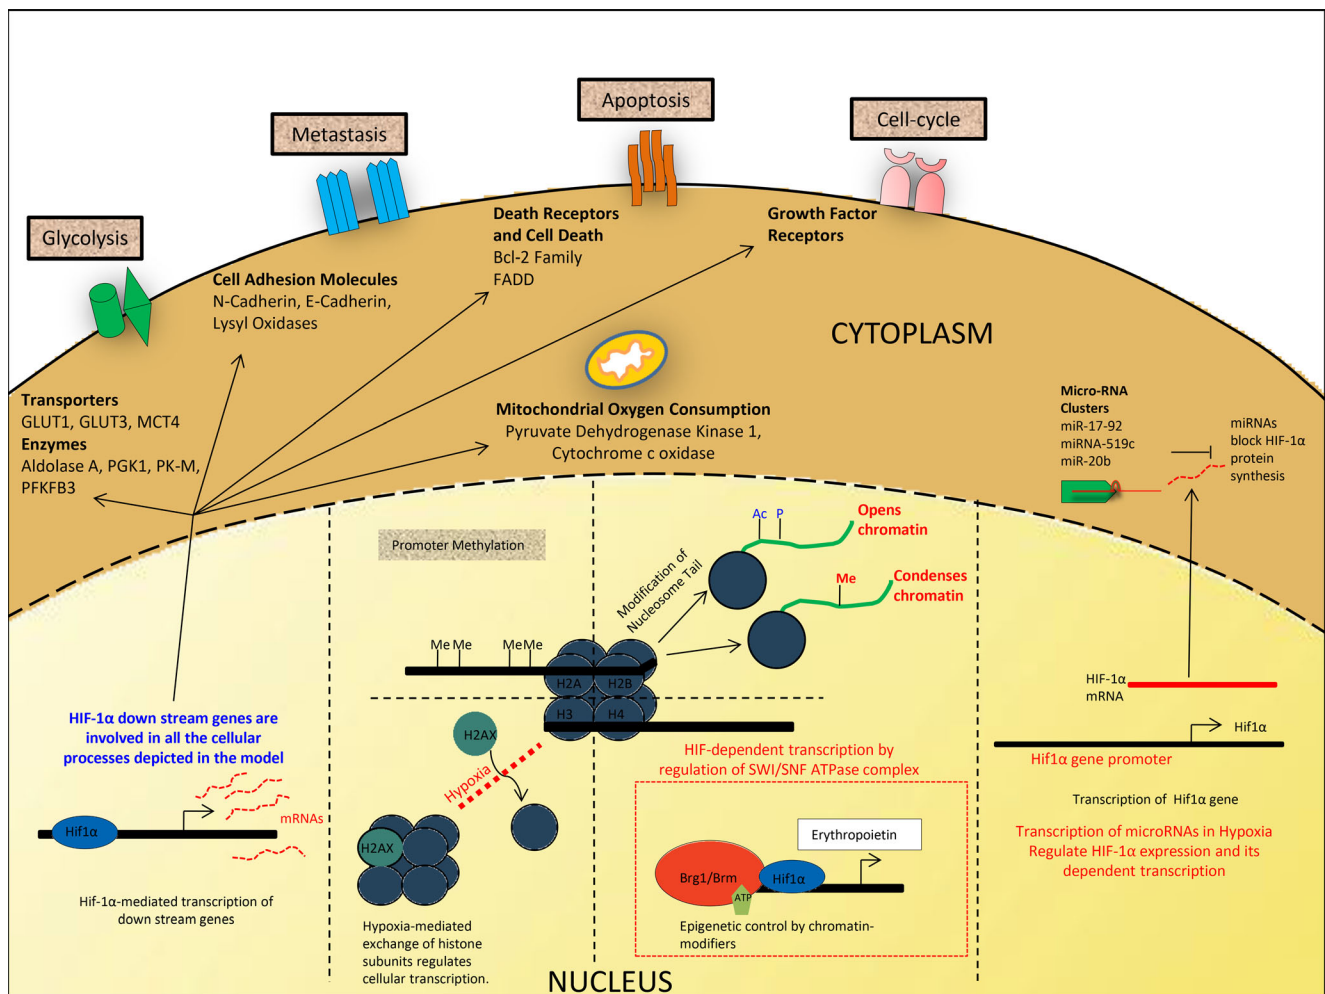 Apoptosis
Cell-cycle
Metastasis
Glycolysis
Death Receptors
and Cell Death
Bcl-2 Family
FADD
Growth Factor
Receptors
Cell Adhesion Molecules
N-Cadherin, E-Cadherin,
Lysyl Oxidases
CYTOPLASM
Transporters
GLUT1, GLUT3, MCT4
Enzymes
Aldolase A, PGK1, PK-M,
PFKFB3
Mitochondrial Oxygen Consumption
Pyruvate Dehydrogenase Kinase 1,
Cytochrome c oxidase
Micro-RNA
Clusters
miR-17-92
miRNA-519c
miR-20b
miRNAs
block HIF-1α
protein
synthesis
HIF-1α down stream genes are
involved in all the cellular
processes depicted in the model
mRNAs
Hif1α
Hif-1α-mediated transcription of
down stream genes
Promoter Methylation
Me Me Me Me
Modification of
Nucleosome Tail
Ac P
Opens
chromatin
Me
Condenses
chromatin
H2A H2B
H3 H4
H2AX
Hypoxia
H2AX
Hypoxia-mediated
exchange of histone
subunits regulates
cellular transcription.
HIF-dependent transcription by
regulation of SWI/SNF ATPase complex
Erythropoietin
Brg1/Brm
Hif1α
ATP
Epigenetic control by chromatin-
modifiers
HIF-1α
mRNA
Hif1α
Hif1α gene promoter
Transcription of Hif1α gene
Transcription of microRNAs in Hypoxia
Regulate HIF-1α expression and its
dependent transcription
NUCLEUS